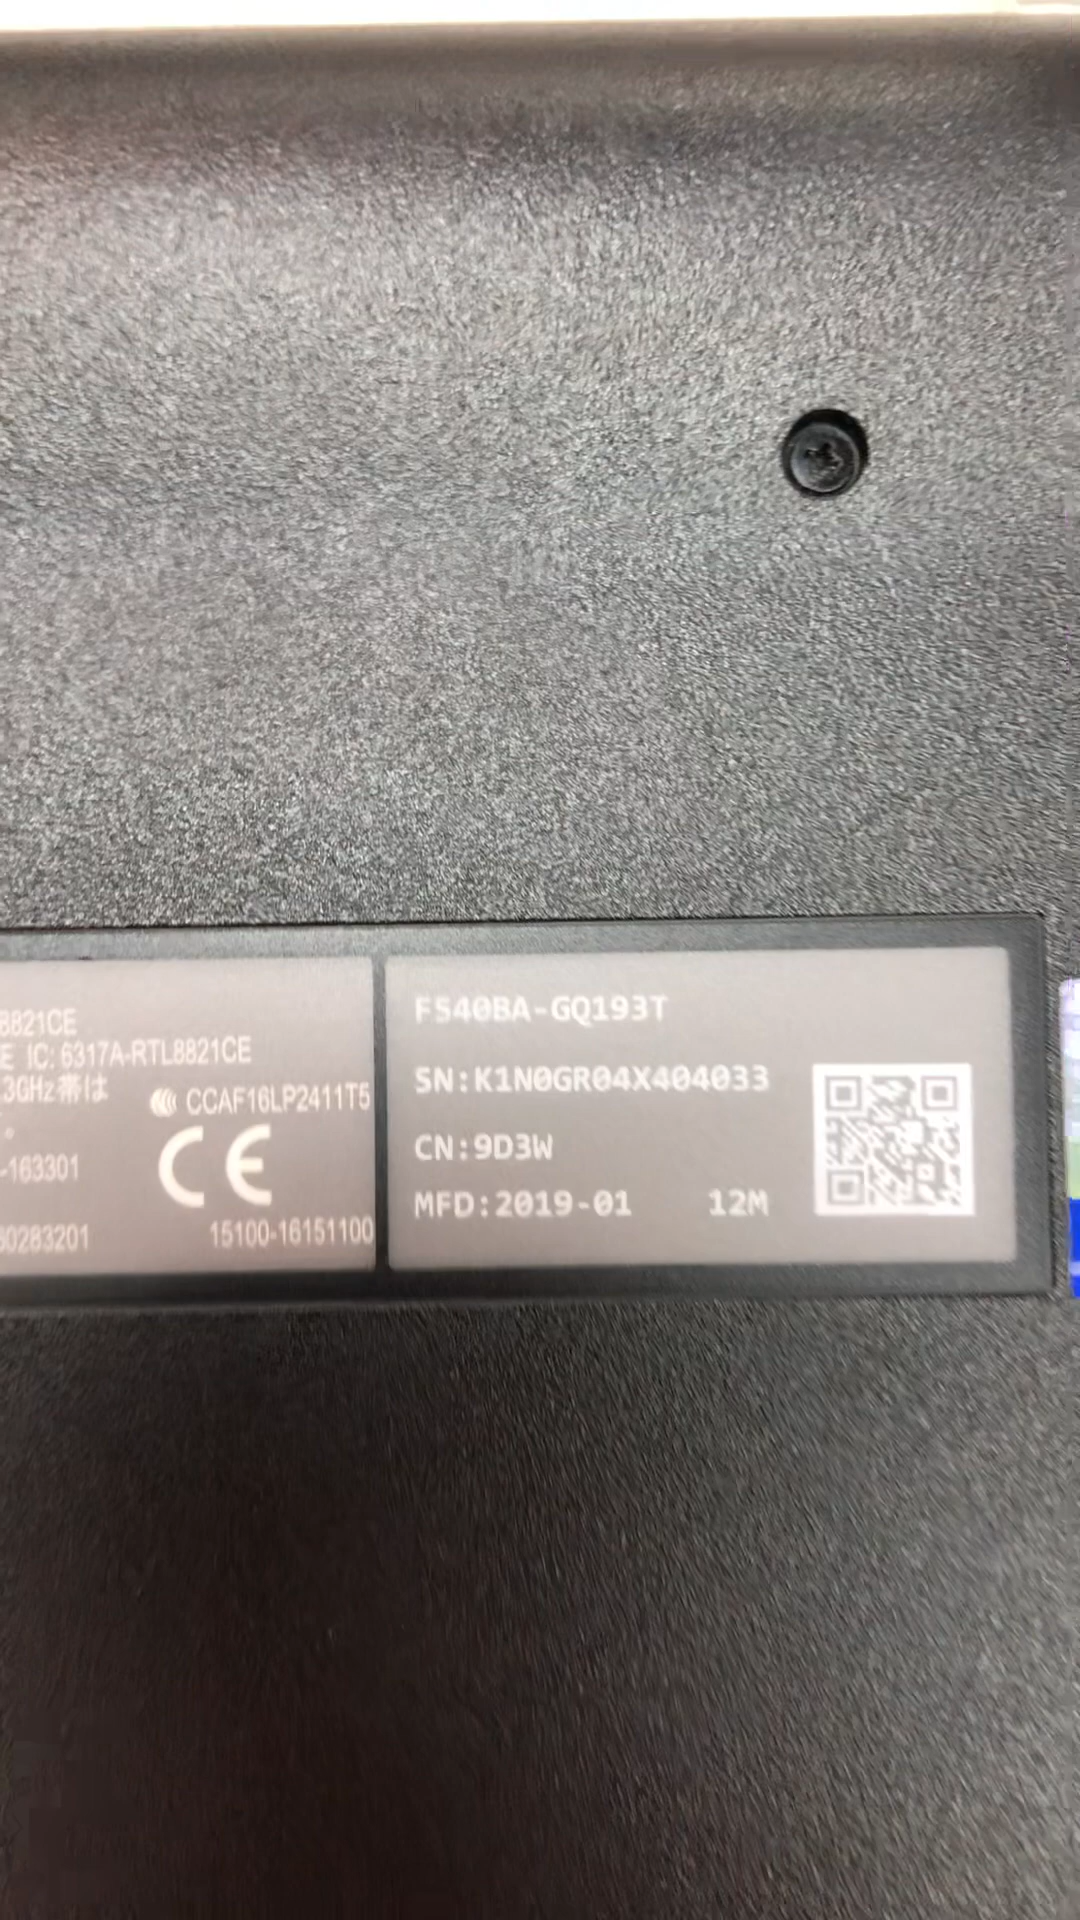 8821CE
E IC: 6317A-RTL8821CE
.3GHz帯は
CCAF16LP2411T5
-163301
CE
80283201
15100-16151100
F540BA-GQ193T
SN:K1N0GR04X404033
CN:9D3W
MFD:2019-01 12M